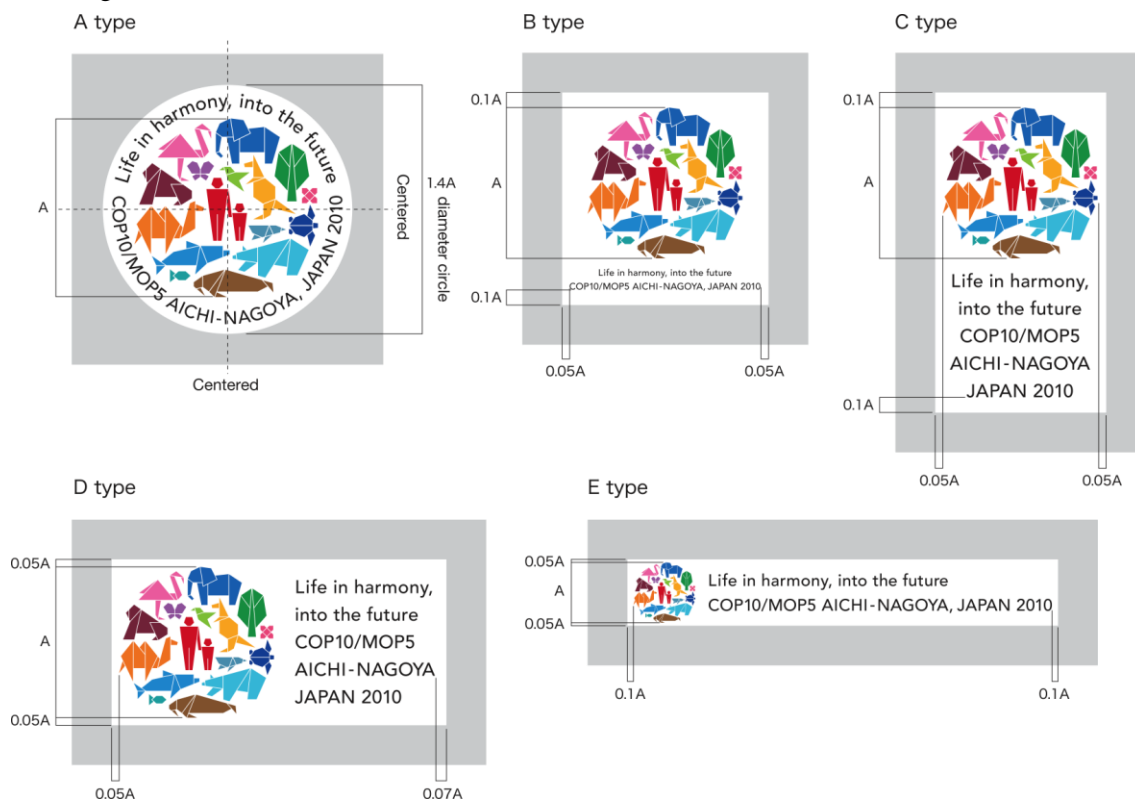 A type
Life in harmony, into the future
COP10/MOP5 AICHI-NAGOYA, JAPAN 2010
A
Centered
1.4A diameter circle
Centered
B type
0.1A
A
0.1A
Life in harmony, into the future
COP10/MOP5 AICHI-NAGOYA, JAPAN 2010
0.05A
0.05A
C type
0.1A
A
0.1A
Life in harmony,
into the future
COP10/MOP5
AICHI-NAGOYA
JAPAN 2010
0.05A
0.05A
D type
0.05A
A
0.05A
Life in harmony,
into the future
COP10/MOP5
AICHI-NAGOYA
JAPAN 2010
0.05A
0.07A
E type
0.05A
A
0.05A
Life in harmony, into the future
COP10/MOP5 AICHI-NAGOYA, JAPAN 2010
0.1A
0.1A